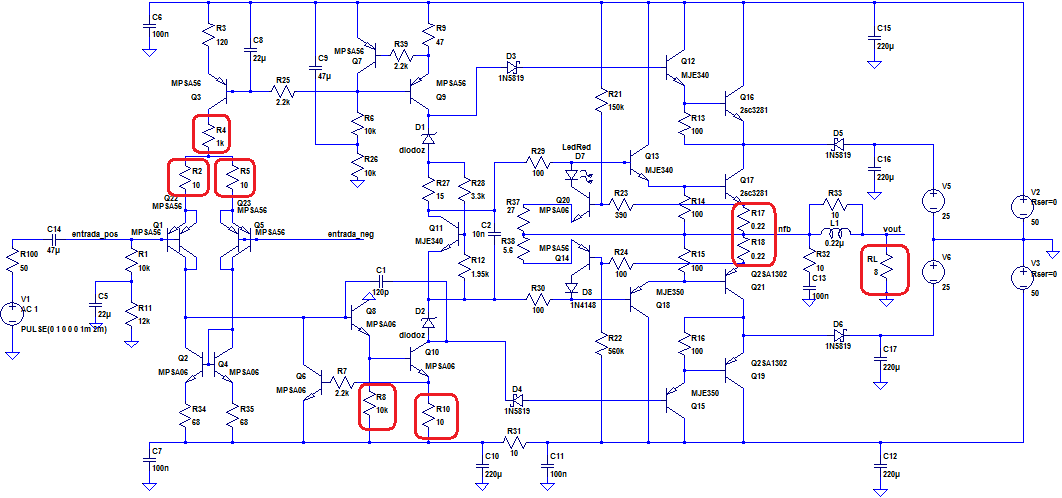 C6
100n
R3
120
C8
22µ
MPSA56
Q3
R25
2.2k
C9
47µ
MPSA56
Q7
R39
2.2k
R9
47
MPSA56
Q9
D3
1N5819
Q12
MJE340
C15
220µ
R4
1k
R6
10k
R26
10k
D1
diodoz
R21
150k
R13
100
Q16
2sc3281
D5
1N5819
C16
220µ
R2
10
R5
10
Q22
MPSA56
Q23
MPSA56
R27
15
R28
3.3k
R29
100
LedRed
D7
Q13
MJE340
Q17
2sc3281
V5
25
V2
Rser=0
50
C14
47µ
entrada_pos
Q1
MPSA56
Q5
MPSA56
entrada_neg
Q11
MJE340
C2
10n
Q20
MPSA06
R37
27
R23
390
R14
100
R17
0.22
nfb
R33
10
L1
0.22µ
vout
R100
50
R1
10k
R12
1.95k
R38
5.6
MPSA56
Q14
R24
100
R15
100
R18
0.22
R32
10
C13
100n
RL
8
V6
25
V3
Rser=0
50
V1
AC 1
PULSE(0 1 0 0 0 1m 2m)
C5
22µ
R11
12k
C1
120p
Q8
MPSA06
D2
diodoz
R30
100
D8
1N4148
MJE350
Q18
Q2SA1302
Q21
Q2
MPSA06
Q4
MPSA06
Q6
MPSA06
R7
2.2k
Q10
MPSA06
R22
560k
R16
100
D6
1N5819
C17
220µ
R34
68
R35
68
R8
10k
R10
10
D4
1N5819
MJE350
Q15
Q2SA1302
Q19
C7
100n
C10
220µ
R31
10
C11
100n
C12
220µ